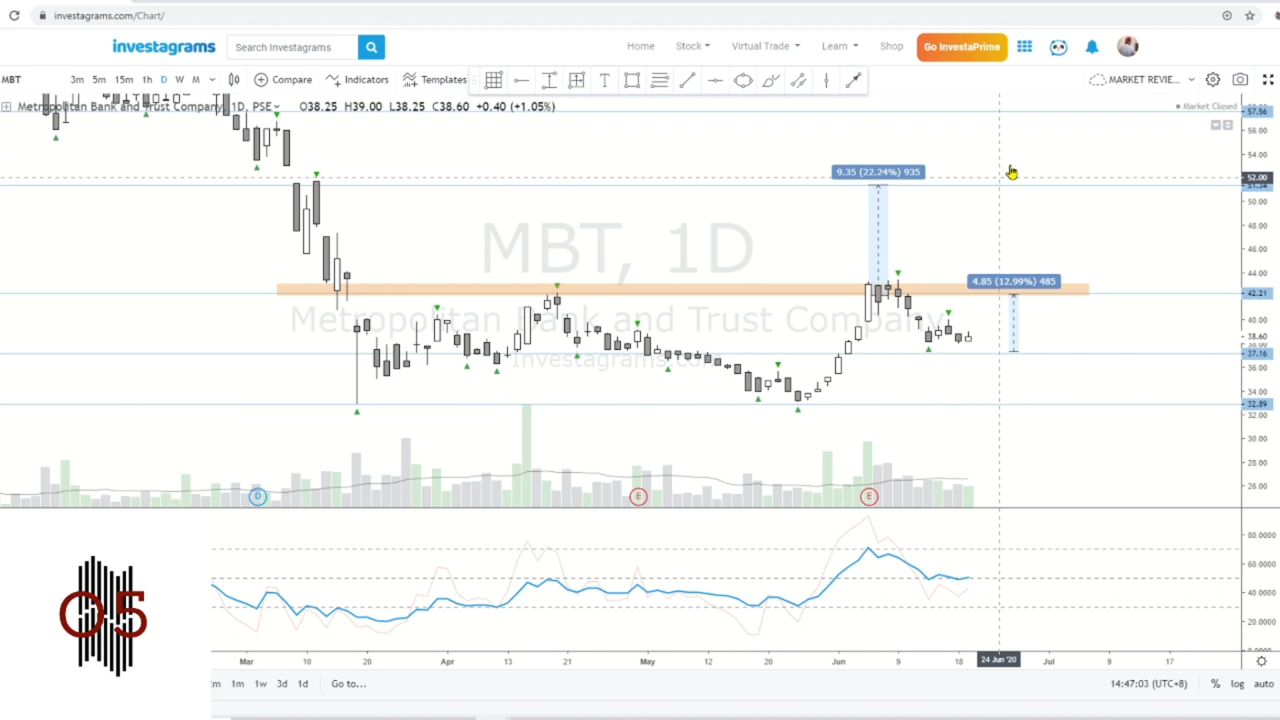 investagrams.com/Chart/
investagrams Search Investagrams Home Stock Virtual Trade Learn Shop Go InvestaPrime
MBT 3m 5m 15m 1h D W M Compare Indicators Templates MARKET REVIE...
Metropolitan Bank and Trust Company, 1D, PSE O38.25 H39.00 L38.25 C38.60 +0.40 (+1.05%) Market Closed
57.56
56.00
54.00
9.35 (22.24%) 935
52.00
51.34
50.00
MBT, 1D
48.00
46.00
44.00
4.85 (12.99%) 485
42.21
Metropolitan Bank and Trust Company
40.00
38.60
38.00
37.16
Investagrams.com
36.00
34.00
32.89
32.00
30.00
28.00
26.00
D E E
80.0000
60.0000
40.0000
20.0000
0.0000
O5
Mar 10 20 Apr 13 21 May 12 20 Jun 9 18 24 Jun '20 Jul 9 17
1m 1w 3d 1d Go to... 14:47:03 (UTC+8) % log auto